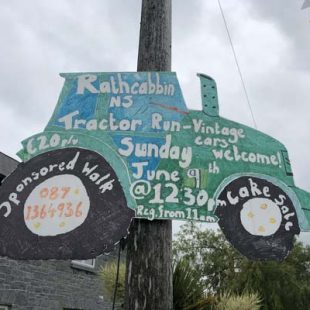 Rathcabbin
NS
Tractor Run-Vintage
cars welcome!
€20 p/v
Sunday
June 9th
@12:30pm
Reg. from 11am
Sponsored Walk
087
1364936
Cake Sale